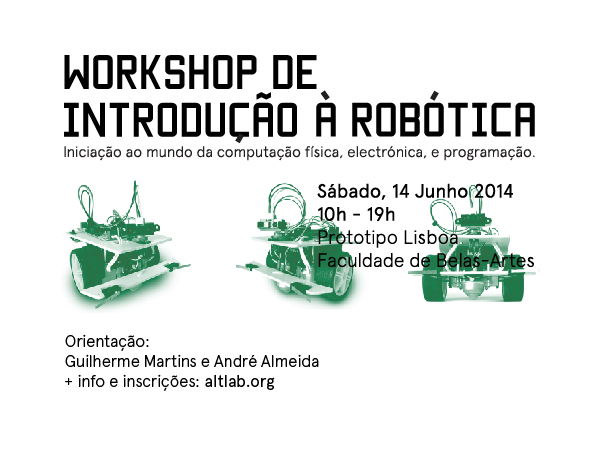 WORKSHOP DE
INTRODUÇÃO À ROBÓTICA
Iniciação ao mundo da computação física, electrónica, e programação.
Sábado, 14 Junho 2014
10h - 19h
Prototipo Lisboa
Faculdade de Belas-Artes
Orientação:
Guilherme Martins e André Almeida
+ info e inscrições: altlab.org